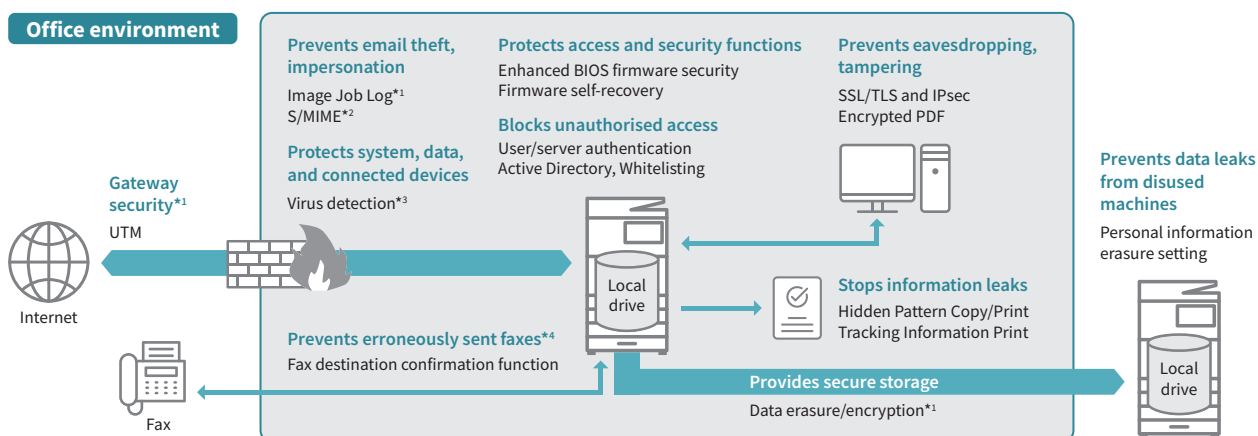 Office environment
Prevents email theft,
impersonation
Image Job Log*1
S/MIME*2
Protects system, data,
and connected devices
Virus detection*3
Protects access and security functions
Enhanced BIOS firmware security
Firmware self-recovery
Blocks unauthorised access
User/server authentication
Active Directory, Whitelisting
Prevents eavesdropping,
tampering
SSL/TLS and IPsec
Encrypted PDF
Prevents data leaks
from disused
machines
Personal information
erasure setting
Gateway
security*1
UTM
Internet
Local
drive
Stops information leaks
Hidden Pattern Copy/Print
Tracking Information Print
Prevents erroneously sent faxes*4
Fax destination confirmation function
Fax
Provides secure storage
Data erasure/encryption*1
Local
drive